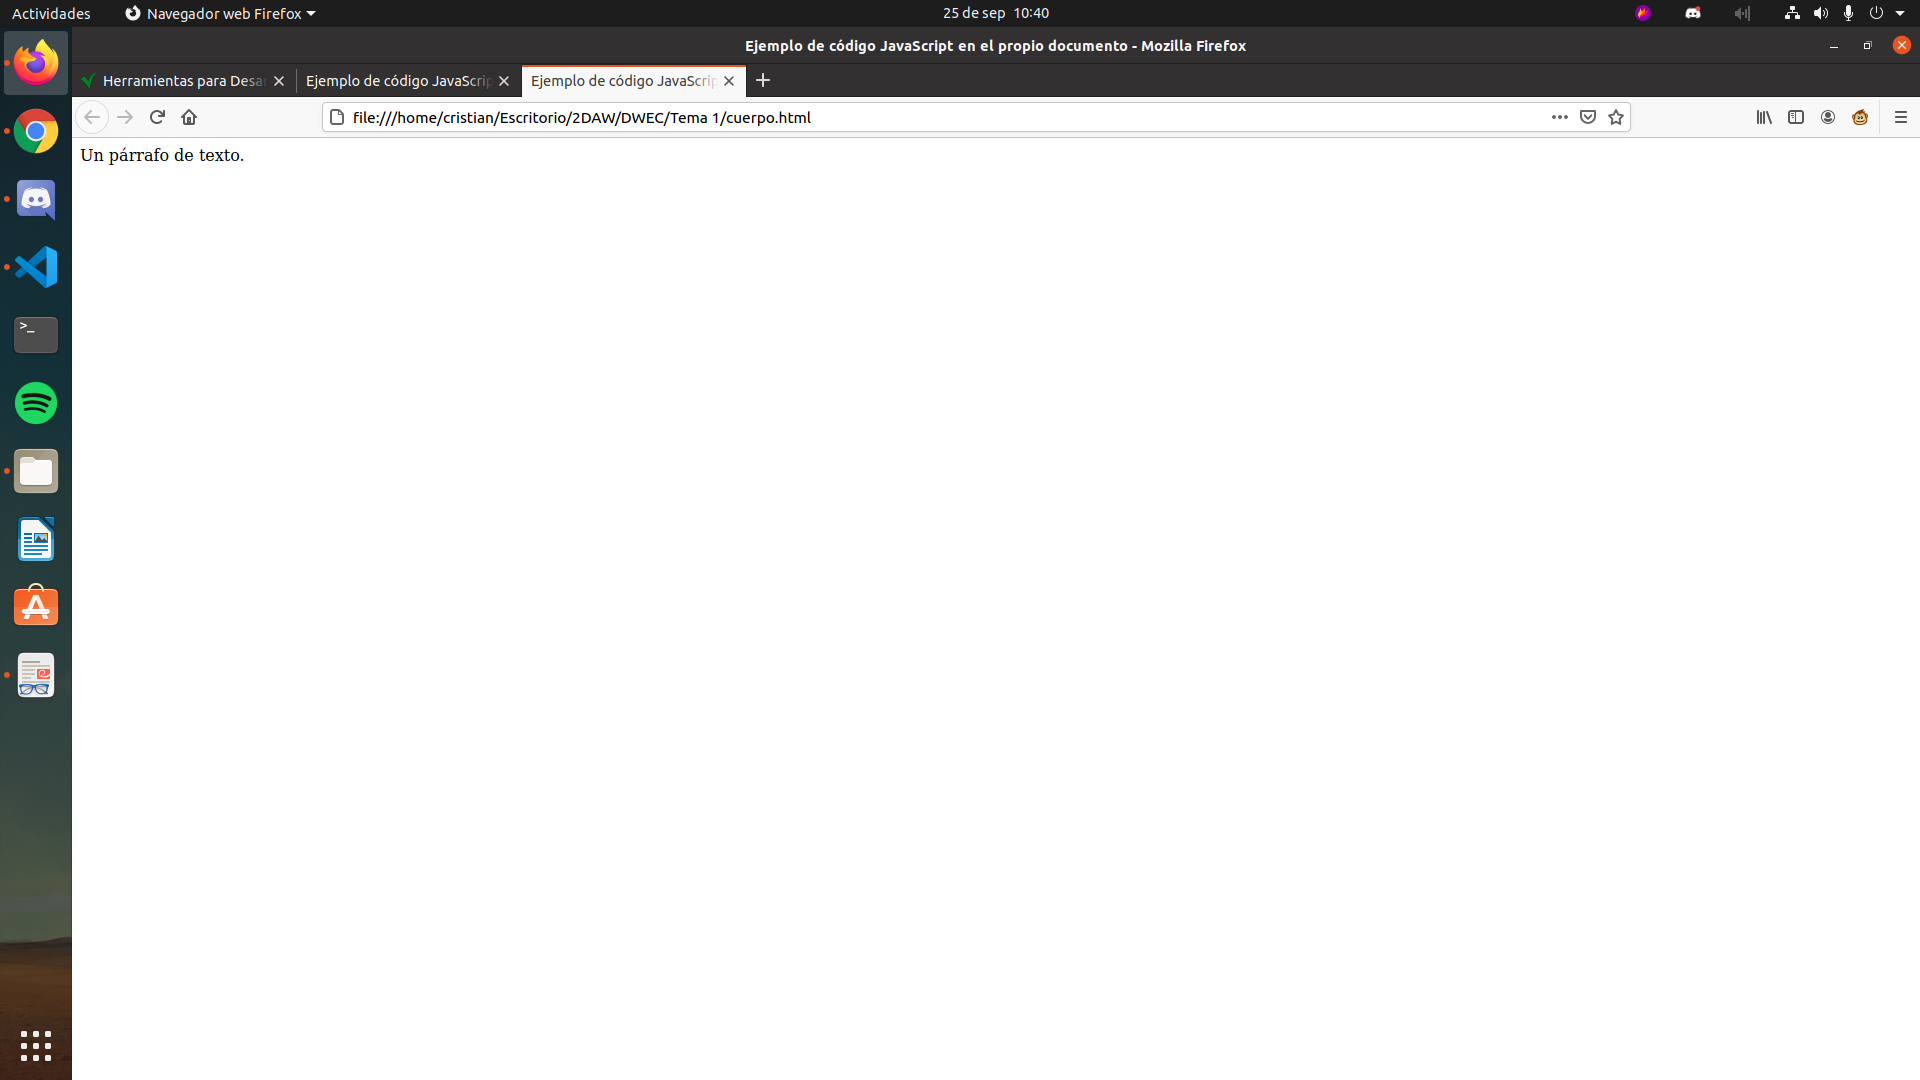 Actividades
Navegador web Firefox
25 de sep 10:40
Ejemplo de código JavaScript en el propio documento - Mozilla Firefox
Herramientas para Desar
Ejemplo de código JavaScrip
Ejemplo de código JavaScrip
file:///home/cristian/Escritorio/2DAW/DWEC/Tema 1/cuerpo.html
Un párrafo de texto.
>_